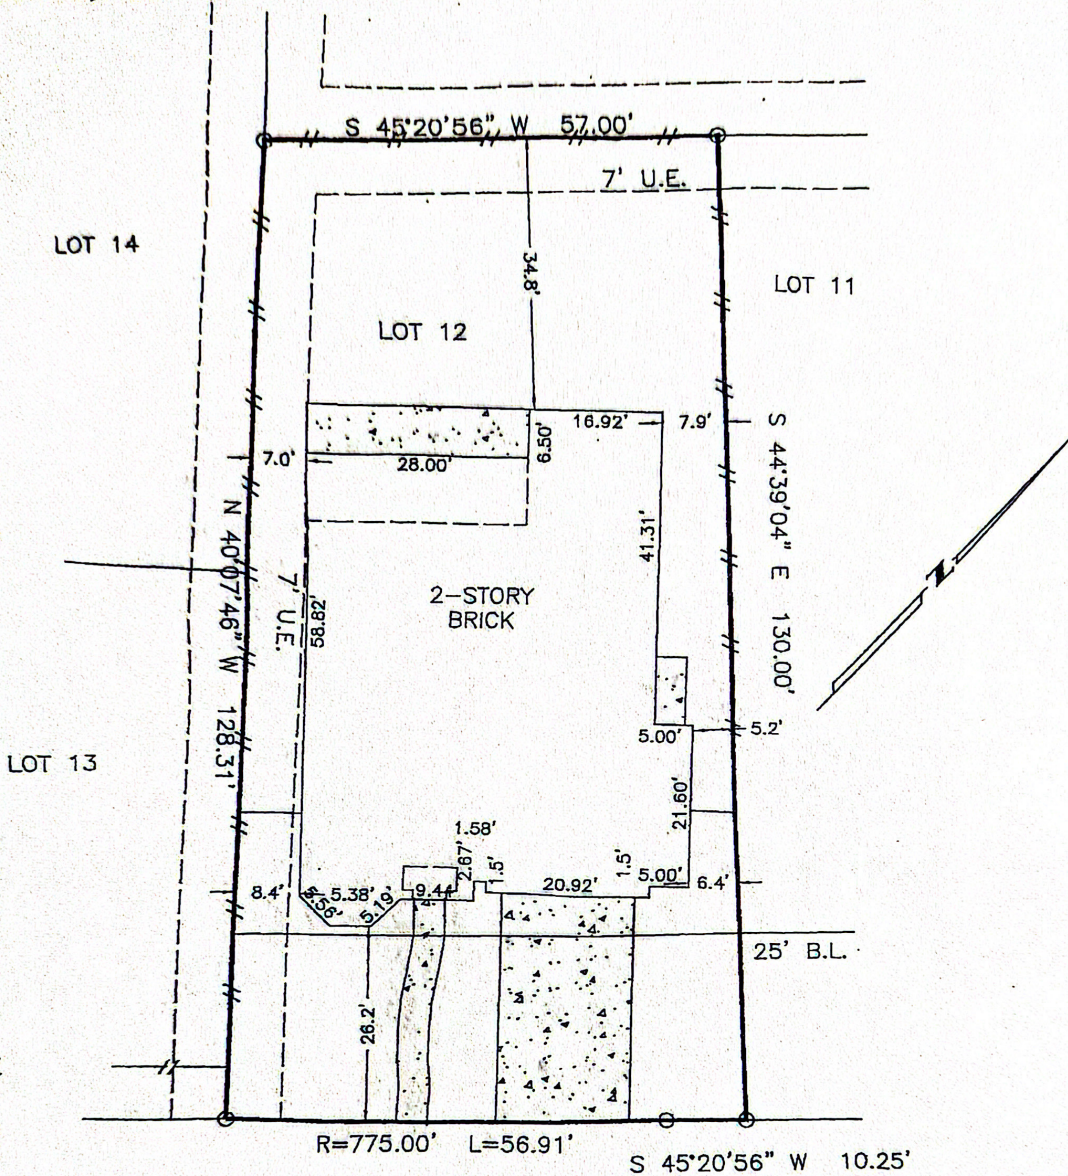 S 45°20'56" W 57.00'
7' U.E.
LOT 14
34.8'
LOT 11
LOT 12
16.92'
7.9'
6.50'
7.0'
28.00'
S 44°39'04" E 130.00'
N 40°07'46" W 128.31'
41.31'
7' U.E.
58.82'
2-STORY
BRICK
Z
5.00'
5.2'
LOT 13
21.60'
1.58'
2.67'
1.5'
1.5'
5.00'
20.92'
6.4'
8.4'
5.56'
5.38'
5.19'
9.44'
25' B.L.
26.2'
R=775.00' L=56.91'
S 45°20'56" W 10.25'